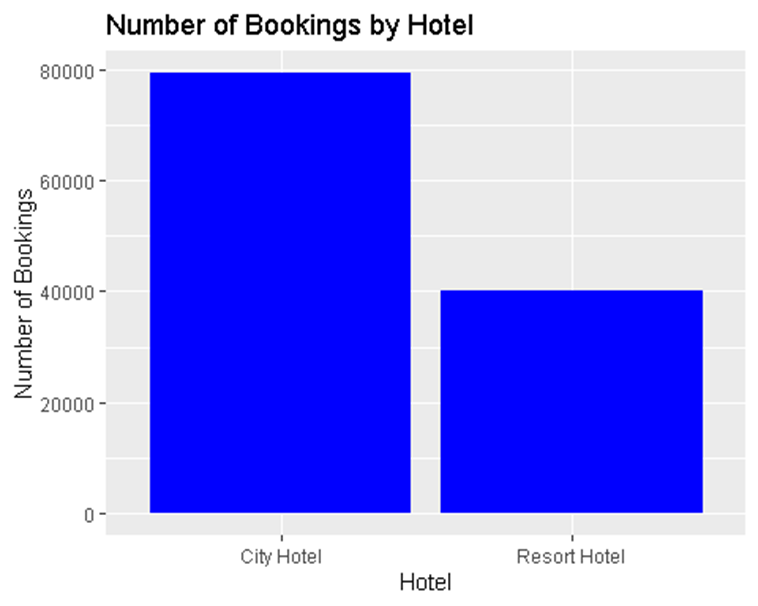 Number of Bookings by Hotel
Number of Bookings
80000
60000
40000
20000
0
City Hotel
Resort Hotel
Hotel